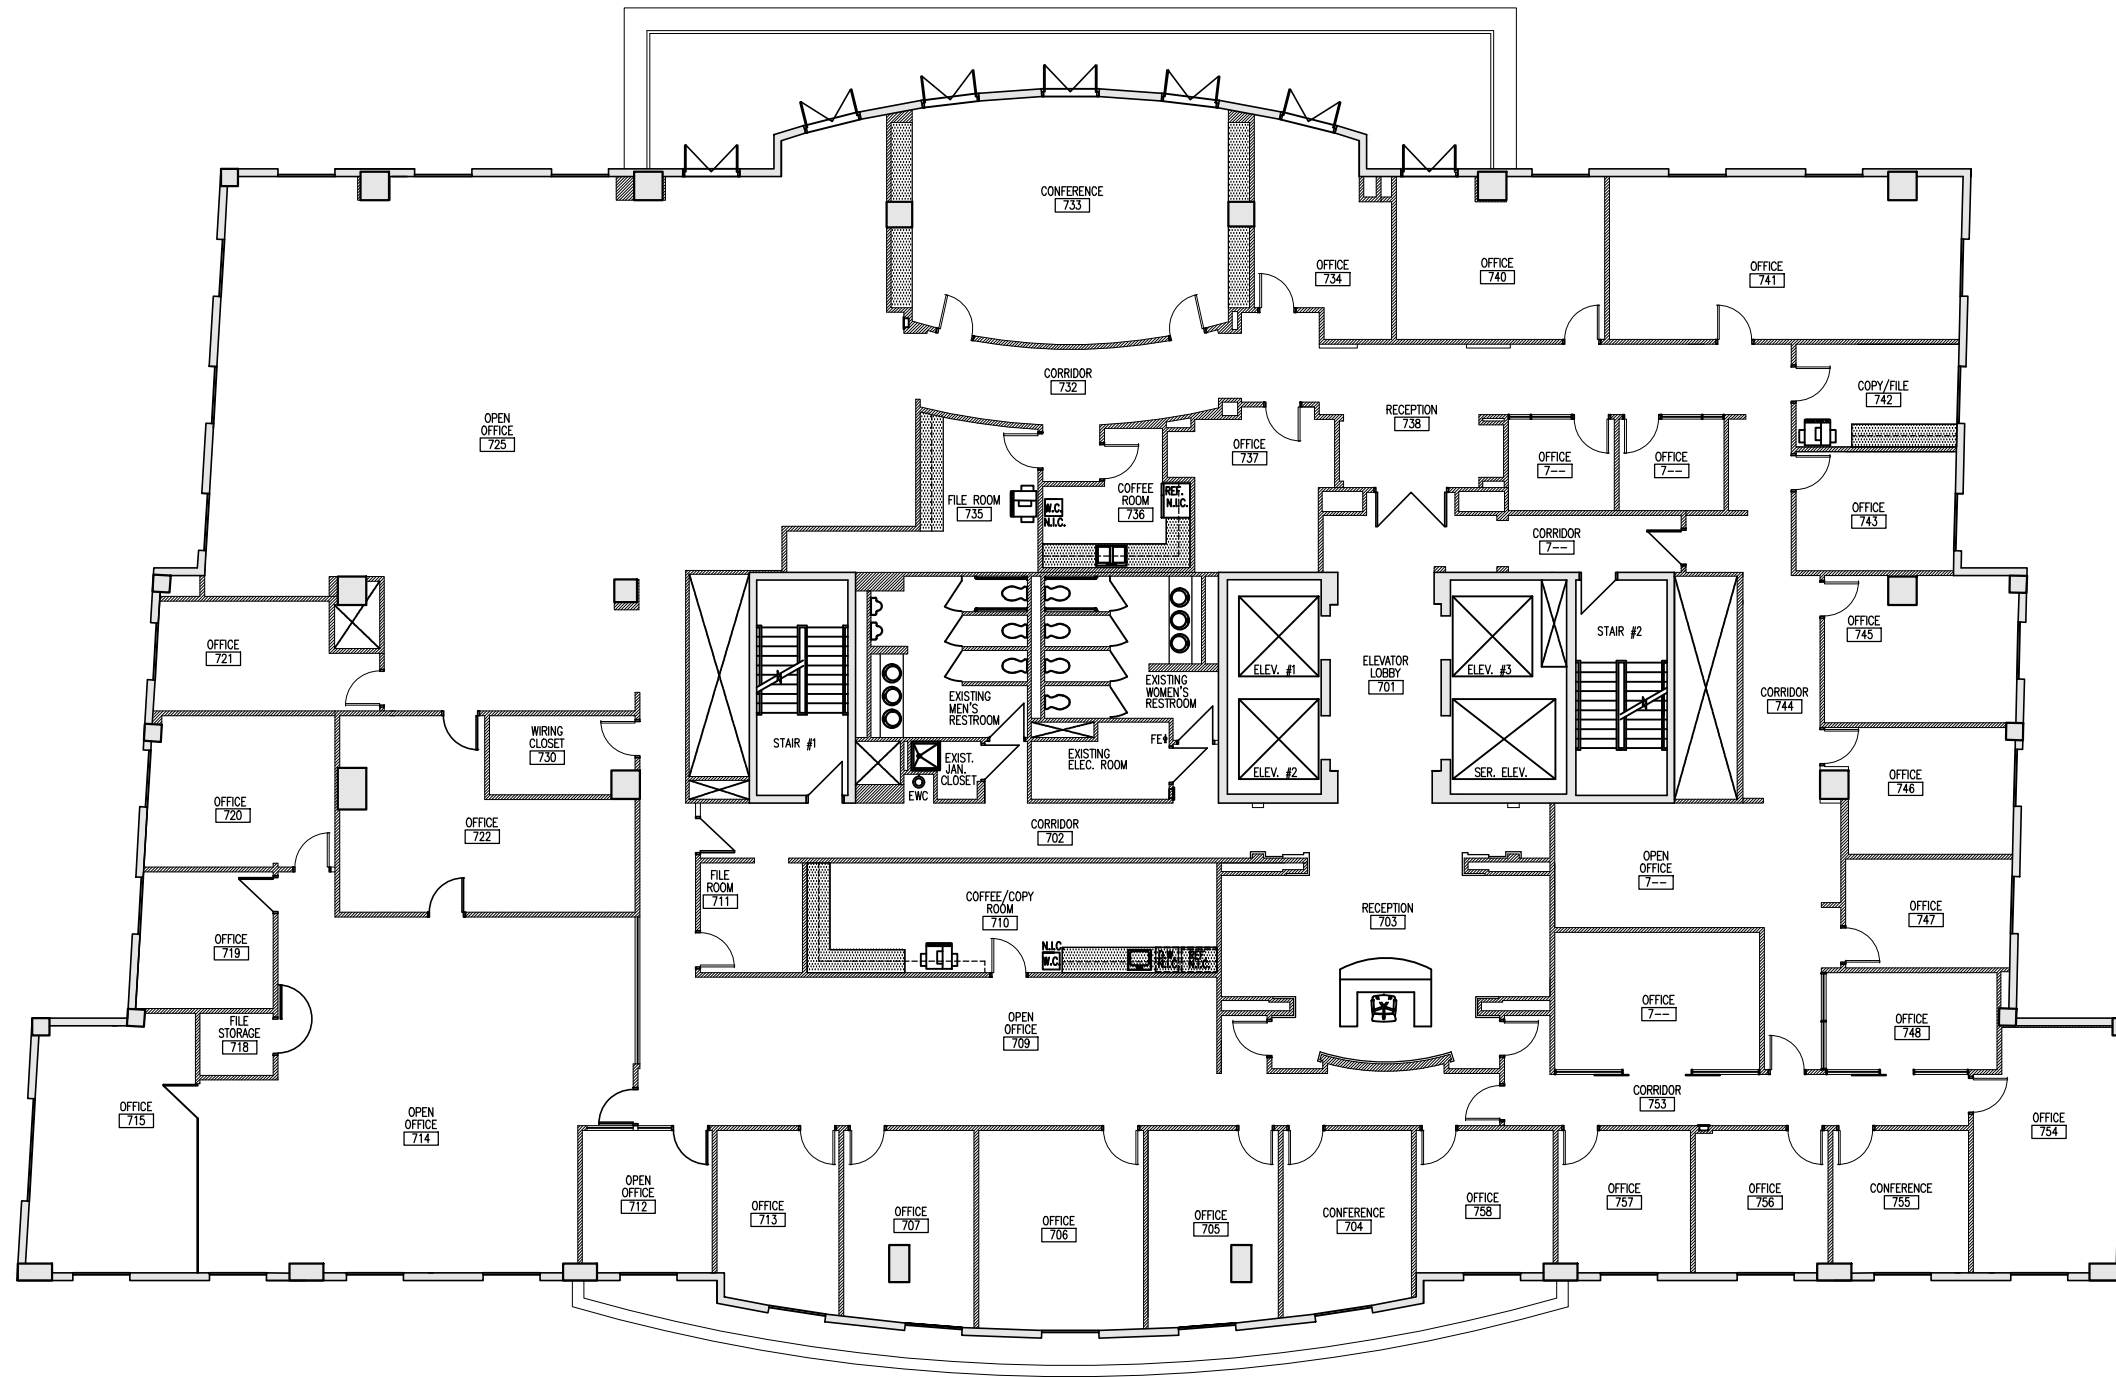 CONFERENCE
733
OFFICE
734
OFFICE
740
OFFICE
741
CORRIDOR
732
COPY/FILE
742
RECEPTION
738
OPEN
OFFICE
725
OFFICE
737
OFFICE
7--
OFFICE
7--
FILE ROOM
735
COFFEE
ROOM
736
REF.
N.I.C.
W.C.
N.I.C.
OFFICE
743
CORRIDOR
7--
OFFICE
721
STAIR #2
OFFICE
745
ELEV. #1
ELEVATOR
LOBBY
701
ELEV. #3
EXISTING
MEN'S
RESTROOM
EXISTING
WOMEN'S
RESTROOM
CORRIDOR
744
WIRING
CLOSET
730
STAIR #1
FE
EXIST.
JAN.
CLOSET
EXISTING
ELEC. ROOM
ELEV. #2
SER. ELEV.
EWC
OFFICE
746
OFFICE
720
OFFICE
722
CORRIDOR
702
OPEN
OFFICE
7--
FILE
ROOM
711
COFFEE/COPY
ROOM
710
RECEPTION
703
OFFICE
747
OFFICE
719
N.I.C.
W.C.
D.W.
N.I.C.
REF.
N.I.C.
OFFICE
7--
FILE
STORAGE
718
OPEN
OFFICE
709
OFFICE
748
CORRIDOR
753
OFFICE
715
OPEN
OFFICE
714
OFFICE
754
OPEN
OFFICE
712
OFFICE
713
OFFICE
707
OFFICE
706
OFFICE
705
CONFERENCE
704
OFFICE
758
OFFICE
757
OFFICE
756
CONFERENCE
755